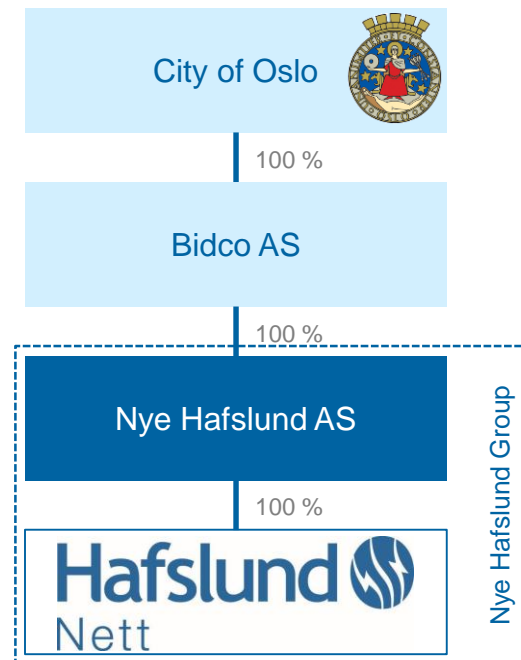 City of Oslo
100 %
Bidco AS
100 %
Nye Hafslund AS
100 %
Hafslund
Nett
Nye Hafslund Group